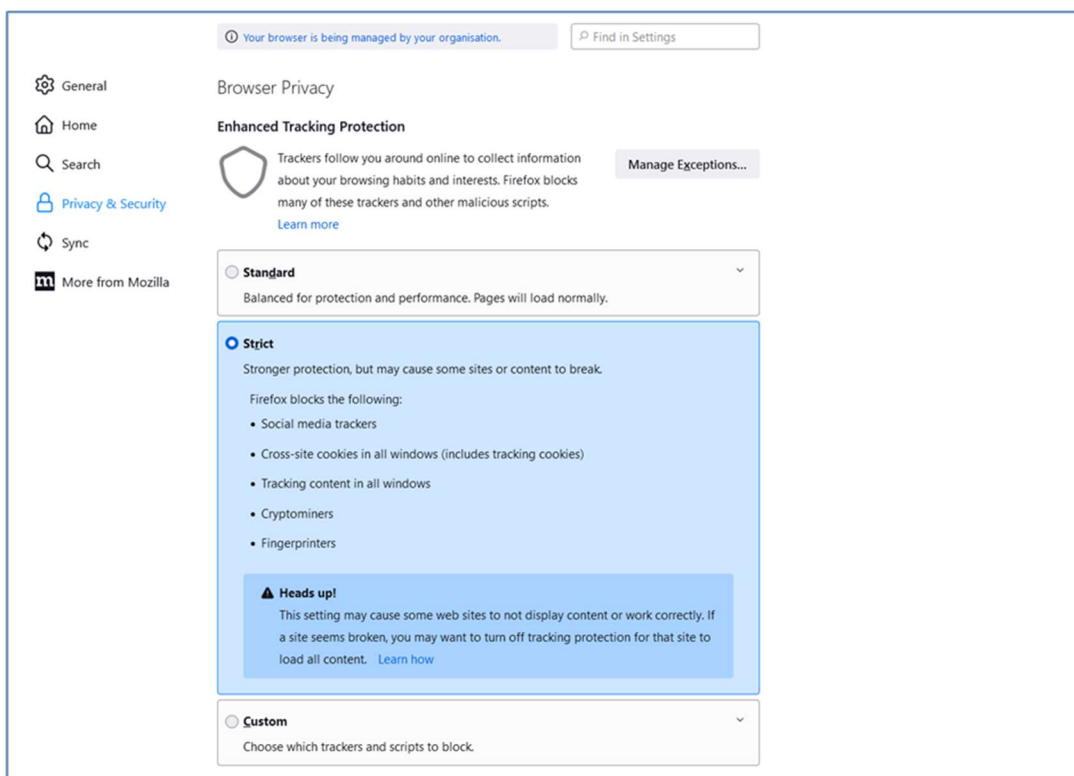 Your browser is being managed by your organisation.
Find in Settings
General
Home
Search
Privacy & Security
Sync
m
More from Mozilla
Browser Privacy
Enhanced Tracking Protection
Trackers follow you around online to collect information
about your browsing habits and interests. Firefox blocks
many of these trackers and other malicious scripts.
Learn more
Manage Exceptions...
Standard
Balanced for protection and performance. Pages will load normally.
Strict
Stronger protection, but may cause some sites or content to break.
Firefox blocks the following:
• Social media trackers
• Cross-site cookies in all windows (includes tracking cookies)
• Tracking content in all windows
• Cryptominers
• Fingerprinters
Heads up!
This setting may cause some web sites to not display content or work correctly. If
a site seems broken, you may want to turn off tracking protection for that site to
load all content. Learn how
Custom
Choose which trackers and scripts to block.